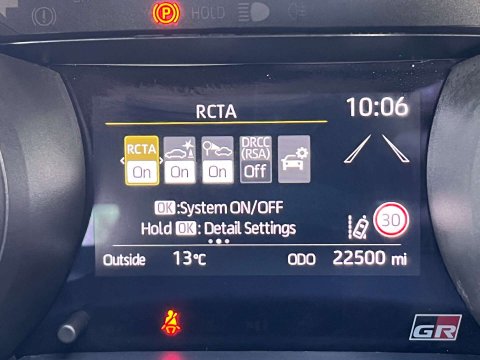 P HOLD
RCTA 10:06
RCTA On
On
On
DRCC (RSA) Off
OK:System ON/OFF
Hold OK: Detail Settings
30
Outside 13°C ODO 22500 mi
GR